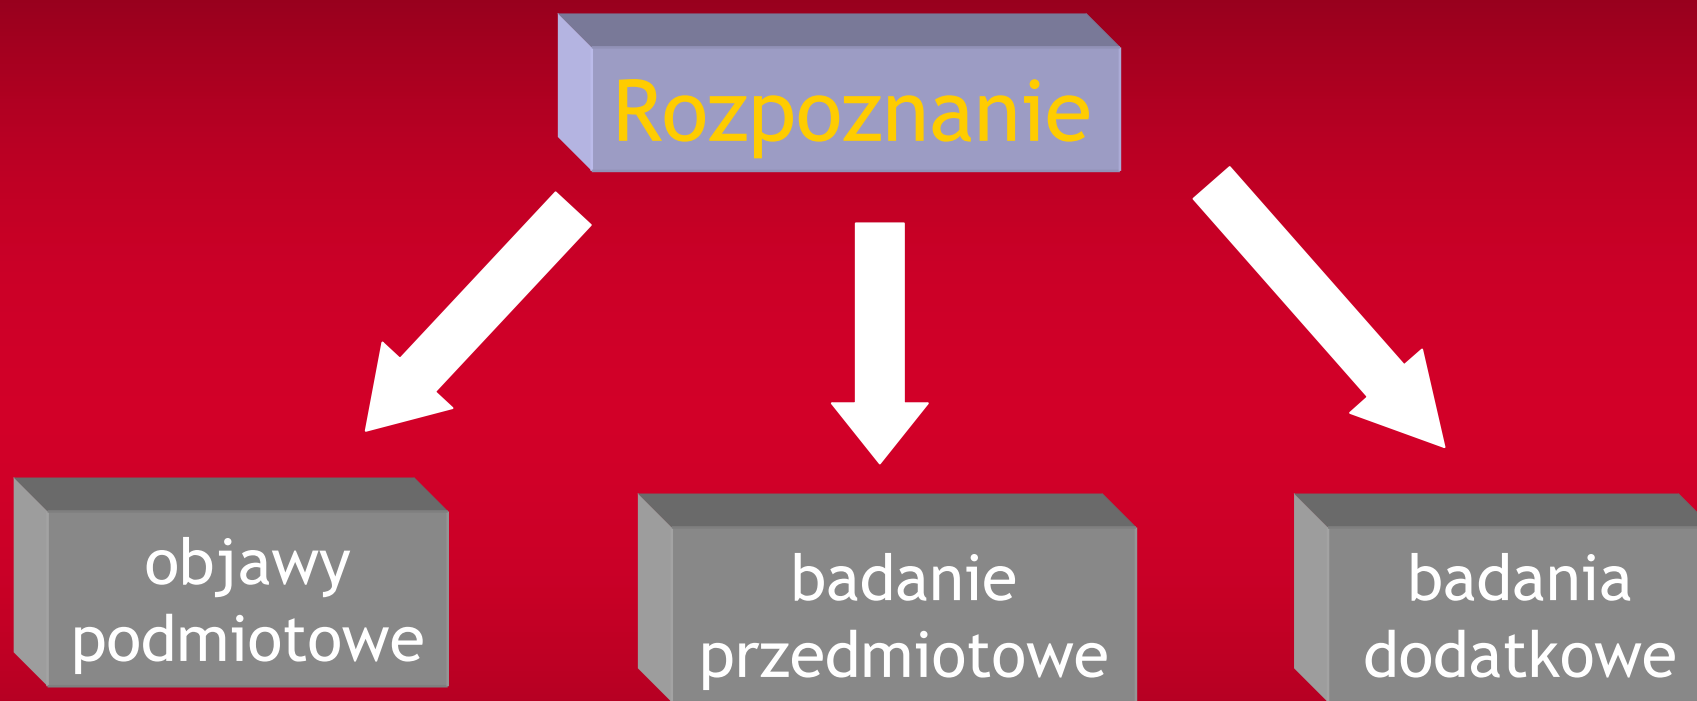 Rozpoznanie
objawy
podmiotowe
badanie
przedmiotowe
badania
dodatkowe